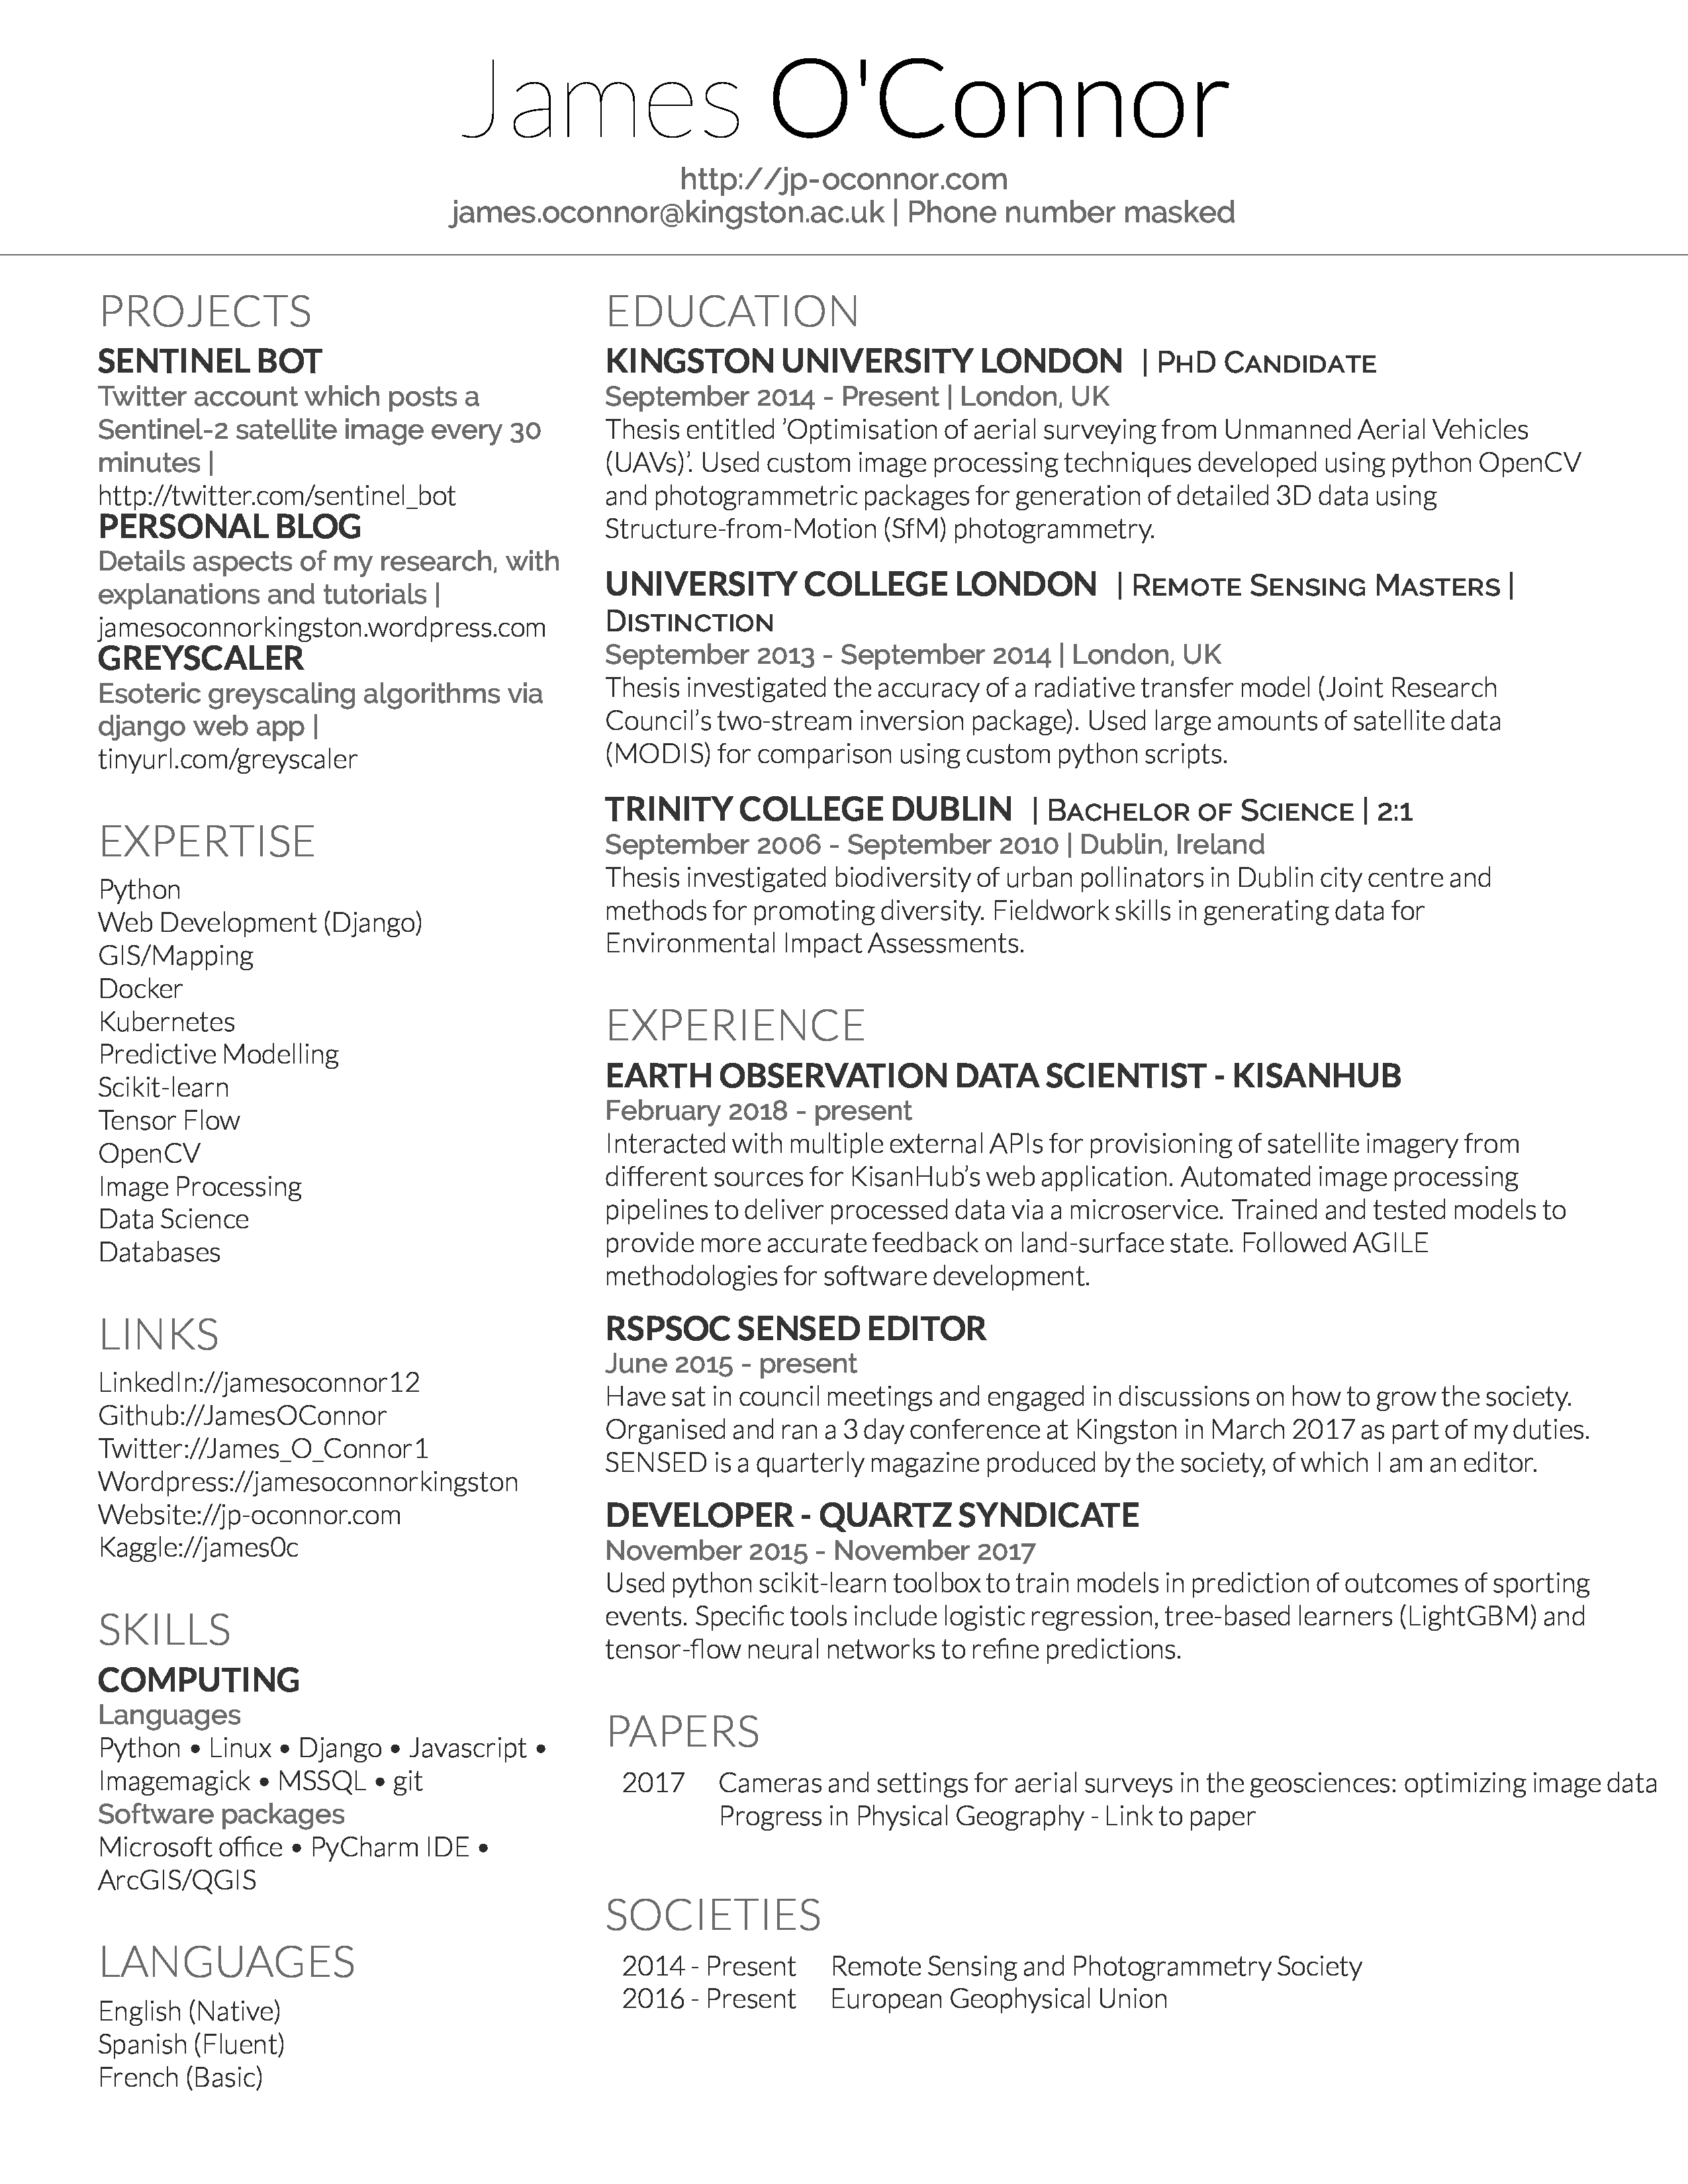 James O'Connor
http://jp-oconnor.com
james.oconnor@kingston.ac.uk | Phone number masked
PROJECTS
SENTINEL BOT
Twitter account which posts a
Sentinel-2 satellite image every 30
minutes |
http://twitter.com/sentinel_bot
PERSONAL BLOG
Details aspects of my research, with
explanations and tutorials |
jamesoconnorkingston.wordpress.com
GREYSCALER
Esoteric greyscaling algorithms via
django web app |
tinyurl.com/greyscaler
EXPERTISE
Python
Web Development (Django)
GIS/Mapping
Docker
Kubernetes
Predictive Modelling
Scikit-learn
Tensor Flow
OpenCV
Image Processing
Data Science
Databases
LINKS
LinkedIn://jamesoconnor12
Github://JamesOConnor
Twitter://James_O_Connor1
Wordpress://jamesoconnorkingston
Website://jp-oconnor.com
Kaggle://james0c
SKILLS
COMPUTING
Languages
Python • Linux • Django • Javascript •
Imagemagick • MSSQL • git
Software packages
Microsoft office • PyCharm IDE •
ArcGIS/QGIS
LANGUAGES
English (Native)
Spanish (Fluent)
French (Basic)
EDUCATION
KINGSTON UNIVERSITY LONDON | PhD Candidate
September 2014 - Present | London, UK
Thesis entitled 'Optimisation of aerial surveying from Unmanned Aerial Vehicles
(UAVs)'. Used custom image processing techniques developed using python OpenCV
and photogrammetric packages for generation of detailed 3D data using
Structure-from-Motion (SfM) photogrammetry.
UNIVERSITY COLLEGE LONDON | Remote Sensing Masters |
Distinction
September 2013 - September 2014 | London, UK
Thesis investigated the accuracy of a radiative transfer model (Joint Research
Council's two-stream inversion package). Used large amounts of satellite data
(MODIS) for comparison using custom python scripts.
TRINITY COLLEGE DUBLIN | Bachelor of Science | 2:1
September 2006 - September 2010 | Dublin, Ireland
Thesis investigated biodiversity of urban pollinators in Dublin city centre and
methods for promoting diversity. Fieldwork skills in generating data for
Environmental Impact Assessments.
EXPERIENCE
EARTH OBSERVATION DATA SCIENTIST - KISANHUB
February 2018 - present
Interacted with multiple external APIs for provisioning of satellite imagery from
different sources for KisanHub's web application. Automated image processing
pipelines to deliver processed data via a microservice. Trained and tested models to
provide more accurate feedback on land-surface state. Followed AGILE
methodologies for software development.
RSPSOC SENSED EDITOR
June 2015 - present
Have sat in council meetings and engaged in discussions on how to grow the society.
Organised and ran a 3 day conference at Kingston in March 2017 as part of my duties.
SENSED is a quarterly magazine produced by the society, of which I am an editor.
DEVELOPER - QUARTZ SYNDICATE
November 2015 - November 2017
Used python scikit-learn toolbox to train models in prediction of outcomes of sporting
events. Specific tools include logistic regression, tree-based learners (LightGBM) and
tensor-flow neural networks to refine predictions.
PAPERS
2017 Cameras and settings for aerial surveys in the geosciences: optimizing image data
Progress in Physical Geography - Link to paper
SOCIETIES
2014 - Present Remote Sensing and Photogrammetry Society
2016 - Present European Geophysical Union